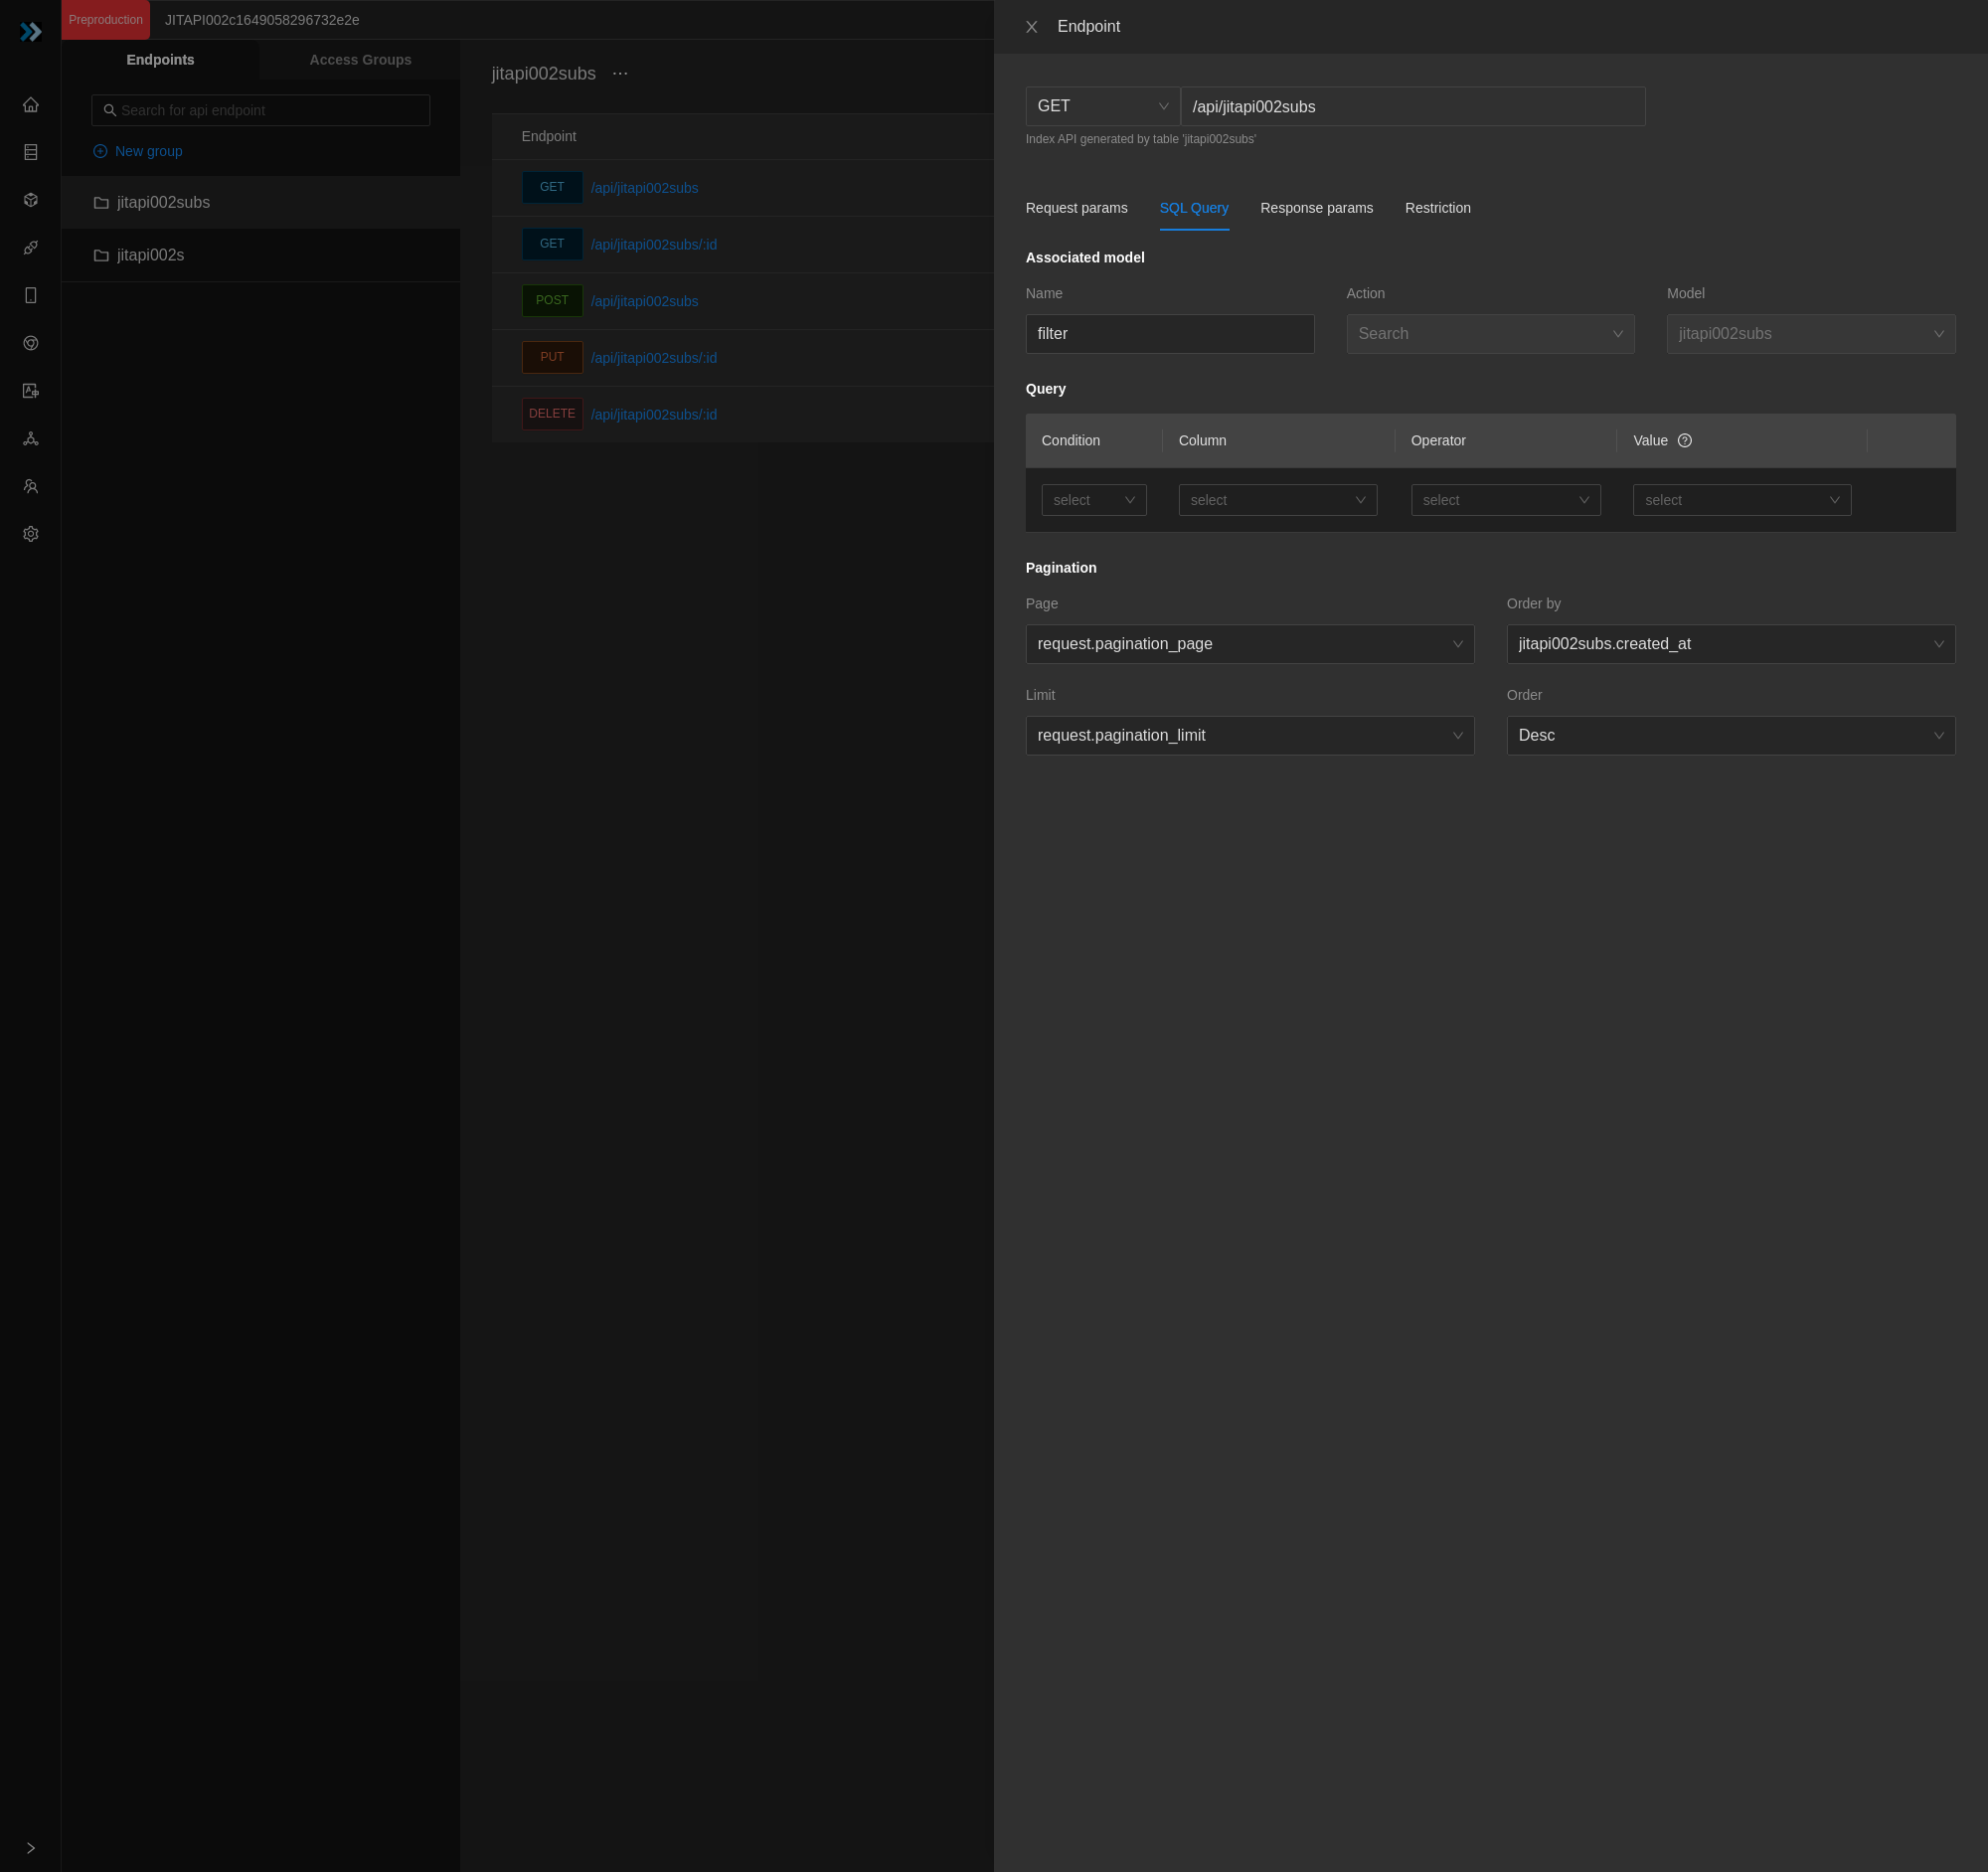 Preproduction
JITAPI002c1649058296732e2e
Endpoints
Access Groups
Search for api endpoint
New group
jitapi002subs
jitapi002s
jitapi002subs
Endpoint
GET /api/jitapi002subs
GET /api/jitapi002subs/:id
POST /api/jitapi002subs
PUT /api/jitapi002subs/:id
DELETE /api/jitapi002subs/:id
Endpoint
GET /api/jitapi002subs
Index API generated by table 'jitapi002subs'
Request params SQL Query Response params Restriction
Associated model
Name Action Model
filter Search jitapi002subs
Query
Condition Column Operator Value
select select select select
Pagination
Page Order by
request.pagination_page jitapi002subs.created_at
Limit Order
request.pagination_limit Desc